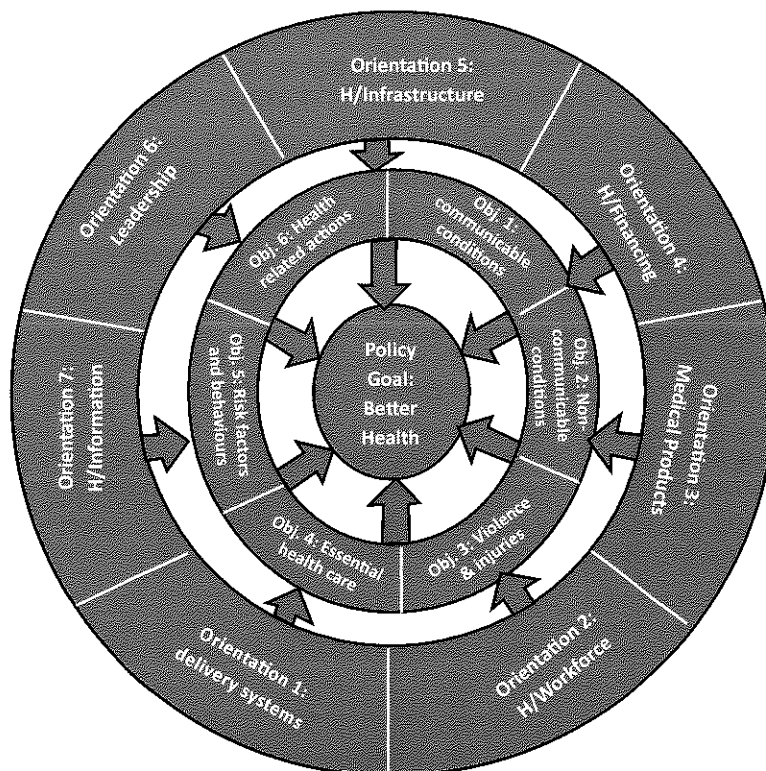 Orientation 5:
H/Infrastructure
Orientation 4:
H/Financing
Orientation 3:
Medical Products
Orientation 2:
H/Workforce
Orientation 1:
delivery systems
Orientation 7:
H/Information
Orientation 6:
Leadership
Obj. 1:
communicable
conditions
Obj. 2: Non-
communicable
conditions
Obj. 3: Violence
& injuries
Obj. 4: Essential
health care
Obj. 5: Risk factors
and behaviours
Obj. 6: Health
related actions
Policy
Goal:
Better
Health